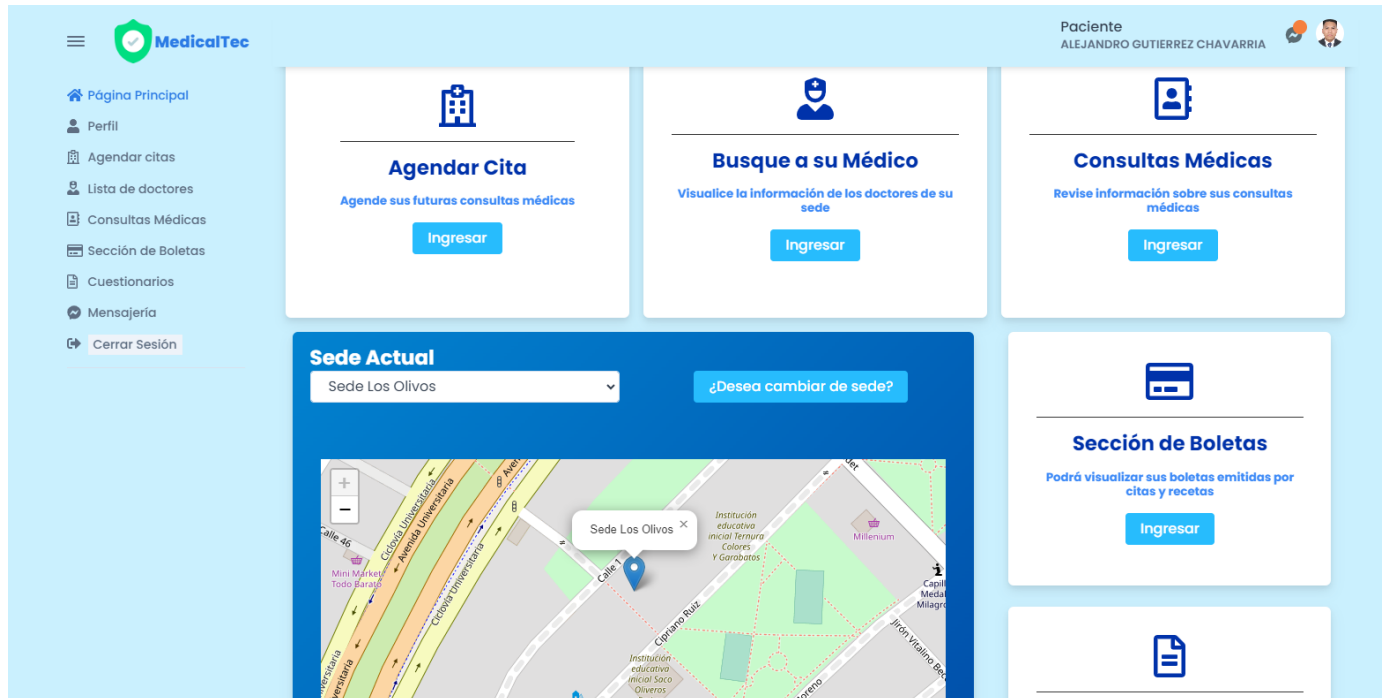 MedicalTec
Paciente
ALEJANDRO GUTIERREZ CHAVARRIA
Página Principal
Perfil
Agendar citas
Lista de doctores
Consultas Médicas
Sección de Boletas
Cuestionarios
Mensajería
Cerrar Sesión
Agendar Cita
Agende sus futuras consultas médicas
Ingresar
Busque a su Médico
Visualice la información de los doctores de su
sede
Ingresar
Consultas Médicas
Revise información sobre sus consultas
médicas
Ingresar
Sede Actual
Sede Los Olivos
¿Desea cambiar de sede?
+
−
Sede Los Olivos ×
Calle 46
Mini Market
Todo Barato
Ciclovía Universitaria
Avenida Universitaria
Ciclovía Universitaria
Calle 1
Institución
educativa
inicial Ternura
Colores
Y Garabatos
Millenium
Cipriano Ruiz
Institución
educativa
inicial Saco
Oliveros
Sección de Boletas
Podrá visualizar sus boletas emitidas por
citas y recetas
Ingresar